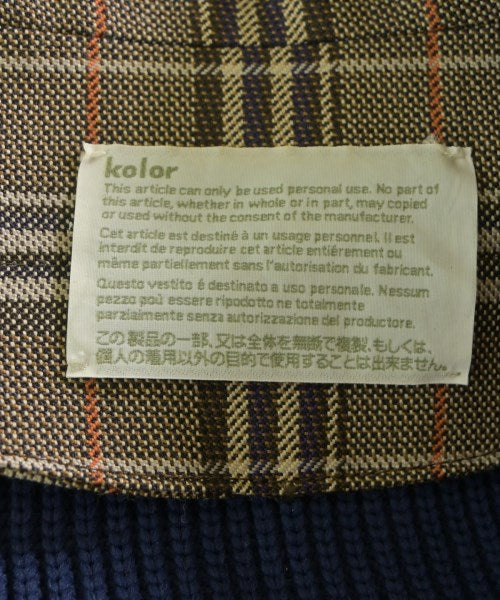 kolor
This article can only be used personal use. No part of
this article, whether in whole or in part, may copied
or used without the consent of the manufacturer.
Cet article est destiné à un usage personnel. Il est
interdit de reproduire cet article entiérement ou
même partiellement sans l'autorisation du fabricant.
Questo vestito é destinato a uso personale. Nessum
pezzo poü essere ripodotto ne totalmente
parzialmente senza autorizzazione del productore.
この製品の一部、又は全体を無断で複製、もしくは、
個人の着用以外の目的で使用することは出来ません。